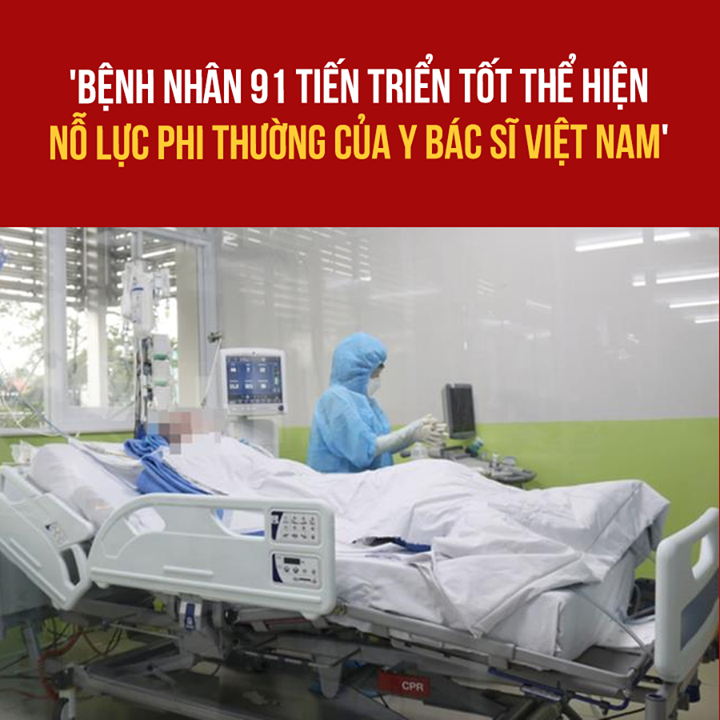 'BỆNH NHÂN 91 TIẾN TRIỂN TỐT THỂ HIỆN
NỖ LỰC PHI THƯỜNG CỦA Y BÁC SĨ VIỆT NAM'
CPR